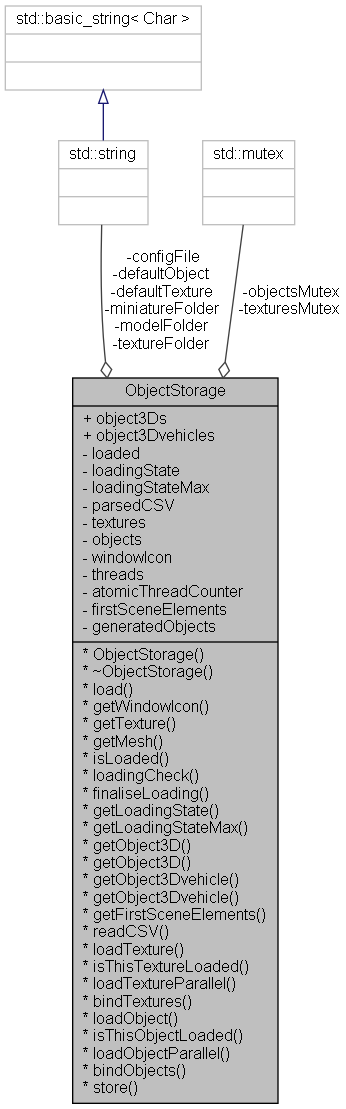 std::basic_string< Char >
std::string
std::mutex
-configFile
-defaultObject
-defaultTexture
-miniatureFolder
-modelFolder
-textureFolder
-objectsMutex
-texturesMutex
ObjectStorage
+ object3Ds
+ object3Dvehicles
- loaded
- loadingState
- loadingStateMax
- parsedCSV
- textures
- objects
- windowIcon
- threads
- atomicThreadCounter
- firstSceneElements
- generatedObjects
* ObjectStorage()
* ~ObjectStorage()
* load()
* getWindowIcon()
* getTexture()
* getMesh()
* isLoaded()
* loadingCheck()
* finaliseLoading()
* getLoadingState()
* getLoadingStateMax()
* getObject3D()
* getObject3D()
* getObject3Dvehicle()
* getObject3Dvehicle()
* getFirstSceneElements()
* readCSV()
* loadTexture()
* isThisTextureLoaded()
* loadTextureParallel()
* bindTextures()
* loadObject()
* isThisObjectLoaded()
* loadObjectParallel()
* bindObjects()
* store()